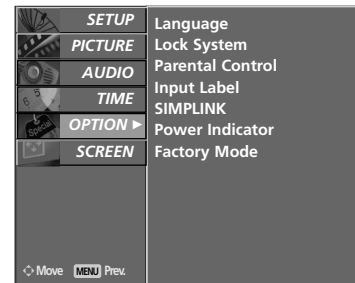 SETUP
PICTURE
AUDIO
TIME
OPTION ►
SCREEN
Language
Lock System
Parental Control
Input Label
SIMPLINK
Power Indicator
Factory Mode
Move MENU Prev.
Special